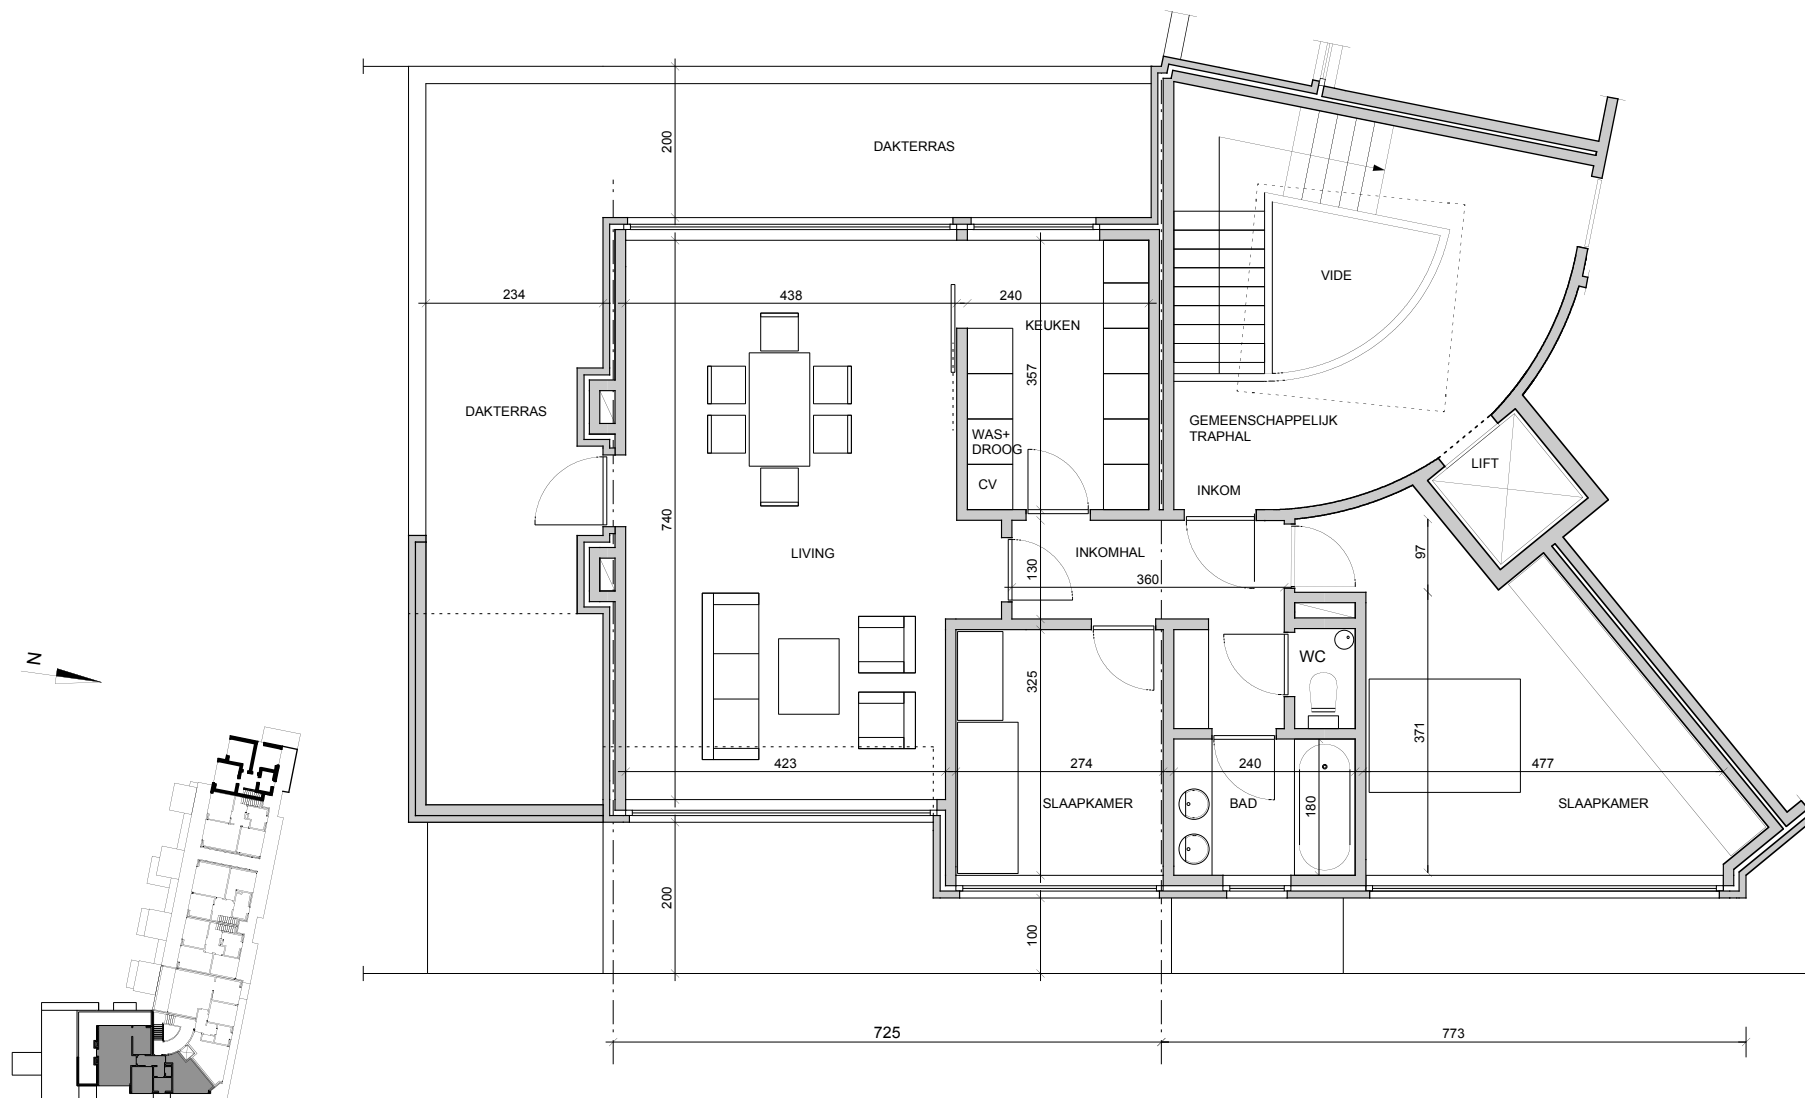 200
DAKTERRAS
VIDE
234
438
240
KEUKEN
357
DAKTERRAS
GEMEENSCHAPPELIJK
TRAPHAL
WAS+
DROOG
CV
LIFT
INKOM
740
LIVING
INKOMHAL
130
360
97
N
WC
325
371
423
274
240
477
SLAAPKAMER
BAD
180
SLAAPKAMER
200
100
725
773